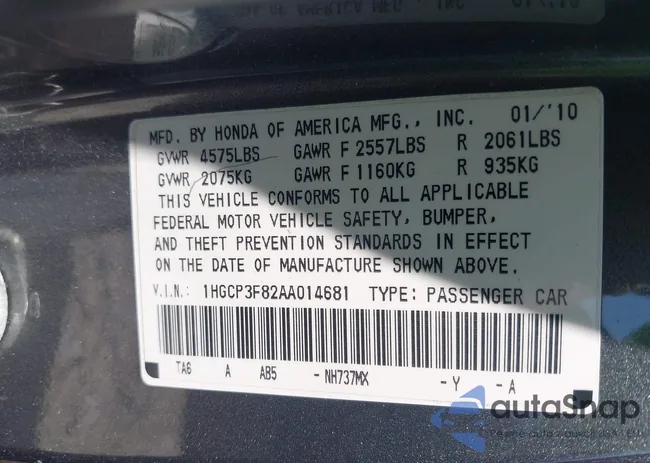 MFD. BY HONDA OF AMERICA MFG., INC. 01/'10
GVWR 4575LBS GAWR F 2557LBS R 2061LBS
GVWR 2075KG GAWR F 1160KG R 935KG
THIS VEHICLE CONFORMS TO ALL APPLICABLE
FEDERAL MOTOR VEHICLE SAFETY, BUMPER,
AND THEFT PREVENTION STANDARDS IN EFFECT
ON THE DATE OF MANUFACTURE SHOWN ABOVE.
V.I.N.: 1HGCP3F82AA014681 TYPE: PASSENGER CAR
TA6 A AB5 -NH737MX -Y -A
autaSnap